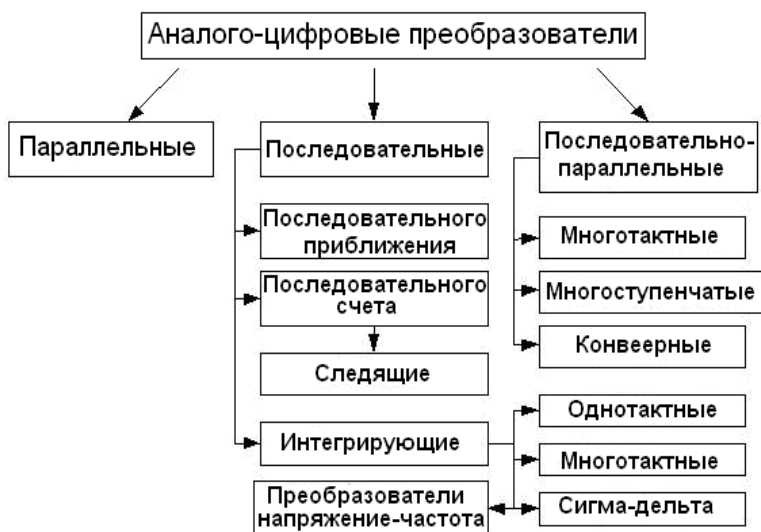 Аналого-цифровые преобразователи
Параллельные
Последовательные
Последовательно-
параллельные
Последовательного
приближения
Последовательного
счета
Следящие
Интегрирующие
Преобразователи
напряжение-частота
Многотактные
Многоступенчатые
Конвеерные
Однотактные
Многотактные
Сигма-дельта